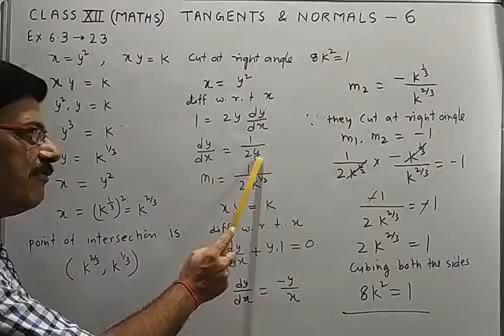 CLASS XII (MATHS) TANGENTS & NORMALS - 6
Ex 6.3 → 23
x = y², xy = K cut at right angle 8K² = 1
x y = K
y². y = K
y³ = K
y = K^{1/3}
x = y²
x = (K^{1/3})² = K^{2/3}
point of intersection is
(K^{2/3}, K^{1/3})
x = y²
diff w.r.t x
1 = 2y dy/dx
dy/dx = 1/2y
m₁ = 1/2K^{1/3}
x y = K
diff w.r.t x
dy/dx + y.1 = 0
dy/dx = -y/x
m₂ = -K^{1/3}/K^{2/3}
∵ they cut at right angle
m₁. m₂ = -1
1/2K^{1/3} × -K^{1/3}/K^{2/3} = -1
-1/2K^{2/3} = -1
2K^{2/3} = 1
Cubing both the sides
8K² = 1